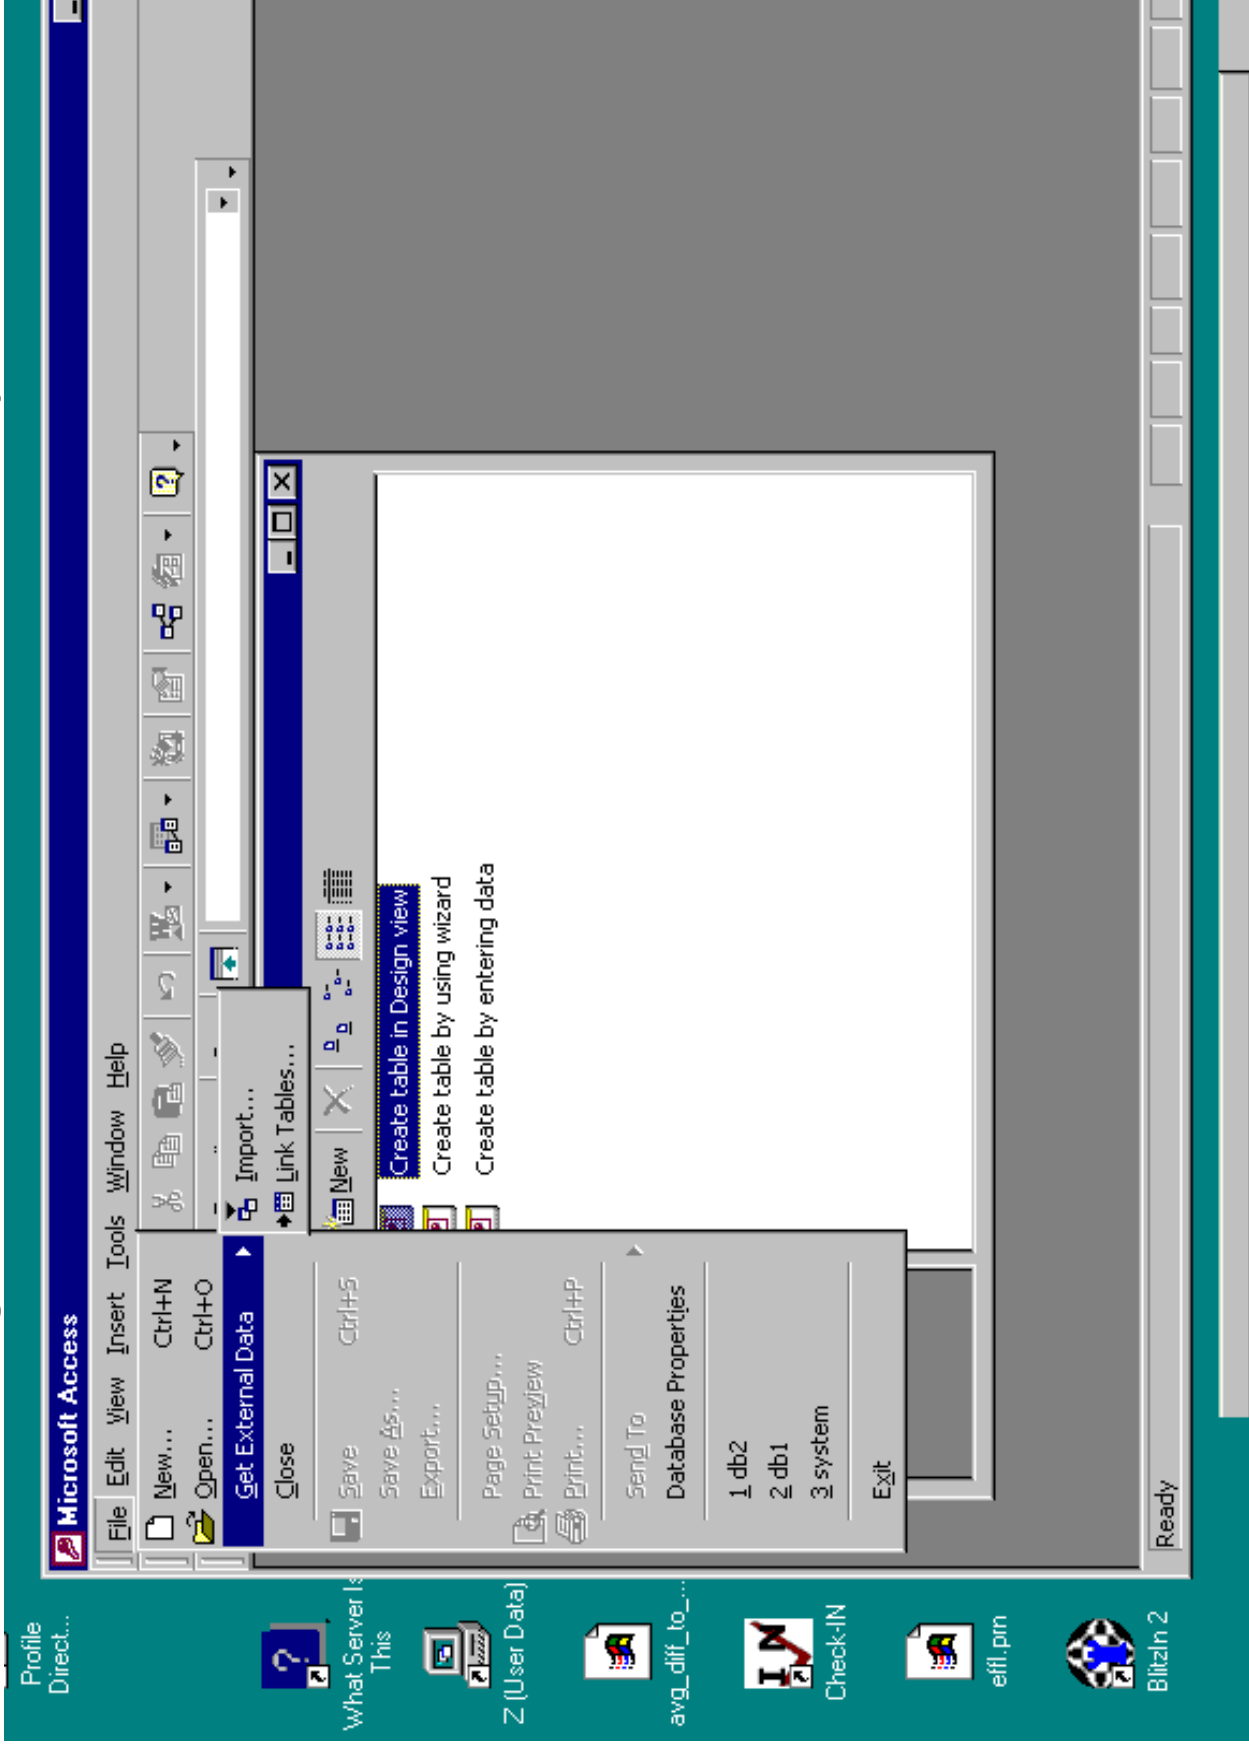 Microsoft Access
File Edit View Insert Tools Window Help
New... Ctrl+N
Open... Ctrl+O
Get External Data
Import...
Link Tables...
Close
Save Ctrl+S
Save As...
Export...
Page Setup...
Print Preview
Print... Ctrl+P
Send To
Database Properties
1 db2
2 db1
3 system
Exit
New
Create table in Design view
Create table by using wizard
Create table by entering data
Ready
Profile
Direct...
What Server Is
This
Z (User Data)
avg_diff_to_...
Check-IN
effl.prn
BlitzIn 2